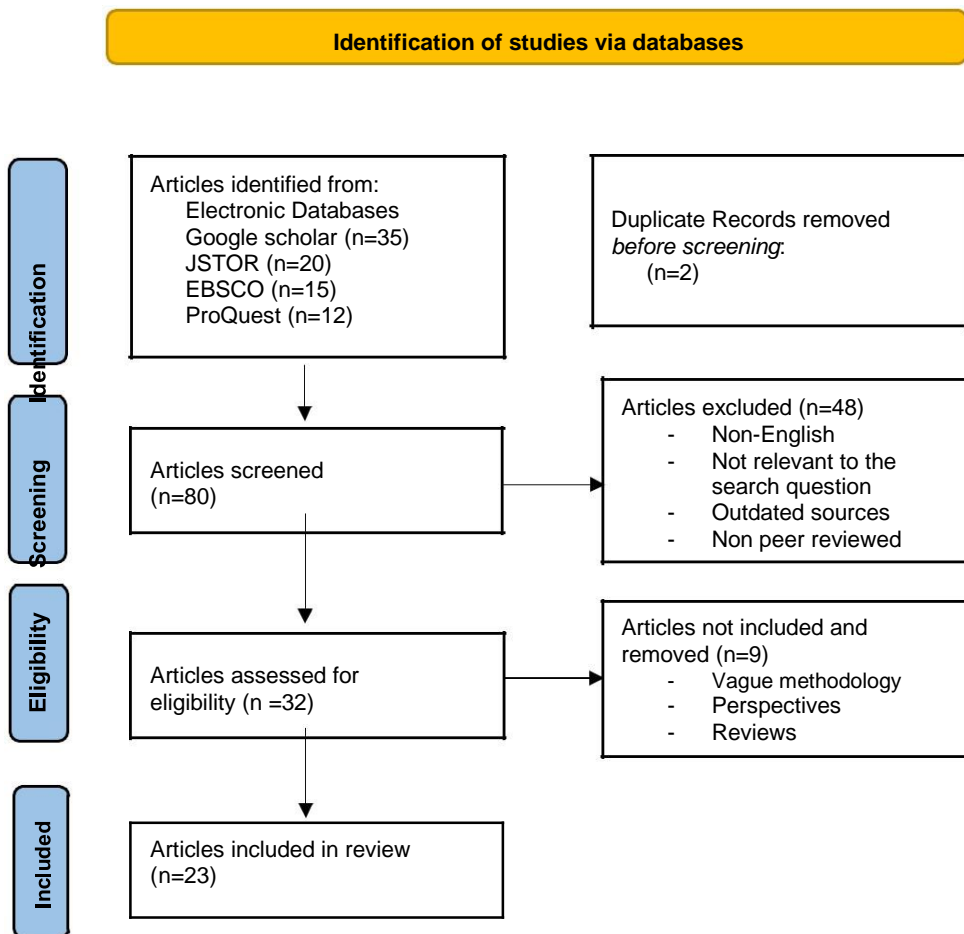 Identification of studies via databases
Identification
Articles identified from:
Electronic Databases
Google scholar (n=35)
JSTOR (n=20)
EBSCO (n=15)
ProQuest (n=12)
Duplicate Records removed
before screening:
(n=2)
Screening
Articles screened
(n=80)
Articles excluded (n=48)
- Non-English
- Not relevant to the
search question
- Outdated sources
- Non peer reviewed
Eligibility
Articles assessed for
eligibility (n =32)
Articles not included and
removed (n=9)
- Vague methodology
- Perspectives
- Reviews
Included
Articles included in review
(n=23)